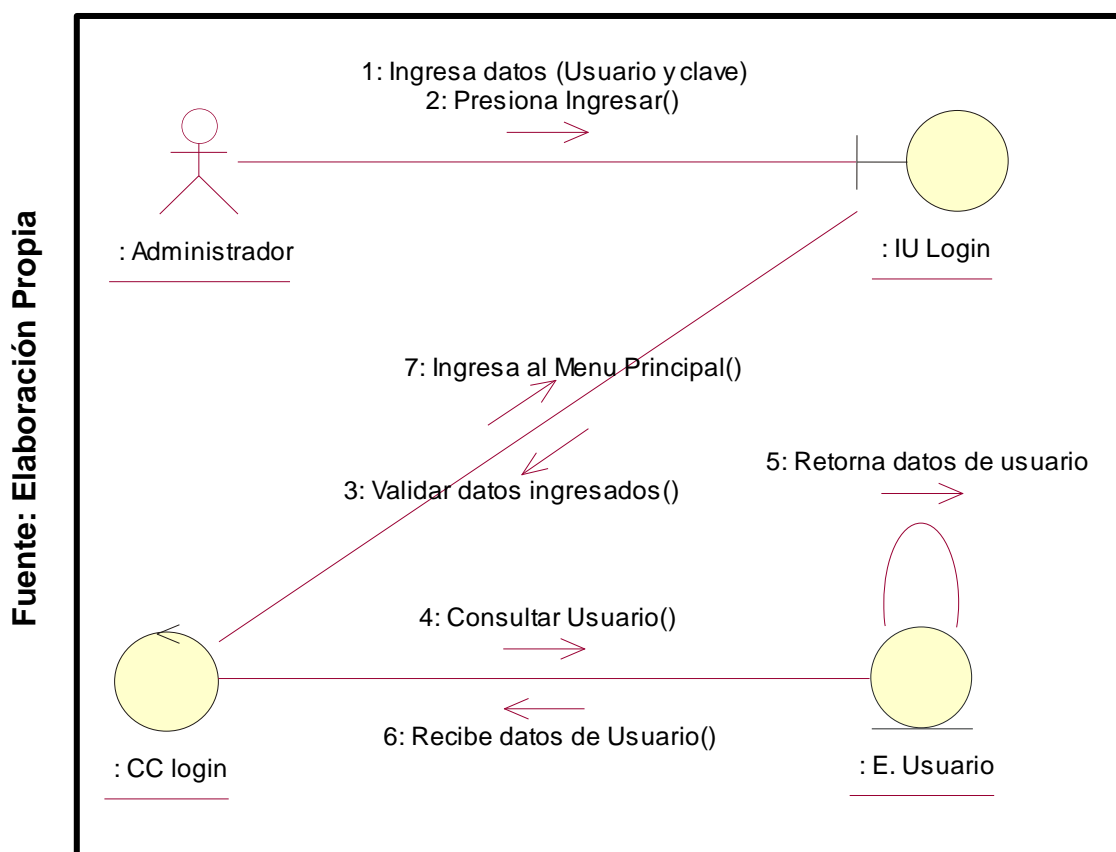 Fuente: Elaboración Propia
1: Ingresa datos (Usuario y clave)
2: Presiona Ingresar()
: Administrador
: IU Login
7: Ingresa al Menu Principal()
3: Validar datos ingresados()
5: Retorna datos de usuario
4: Consultar Usuario()
6: Recibe datos de Usuario()
: CC login
: E. Usuario